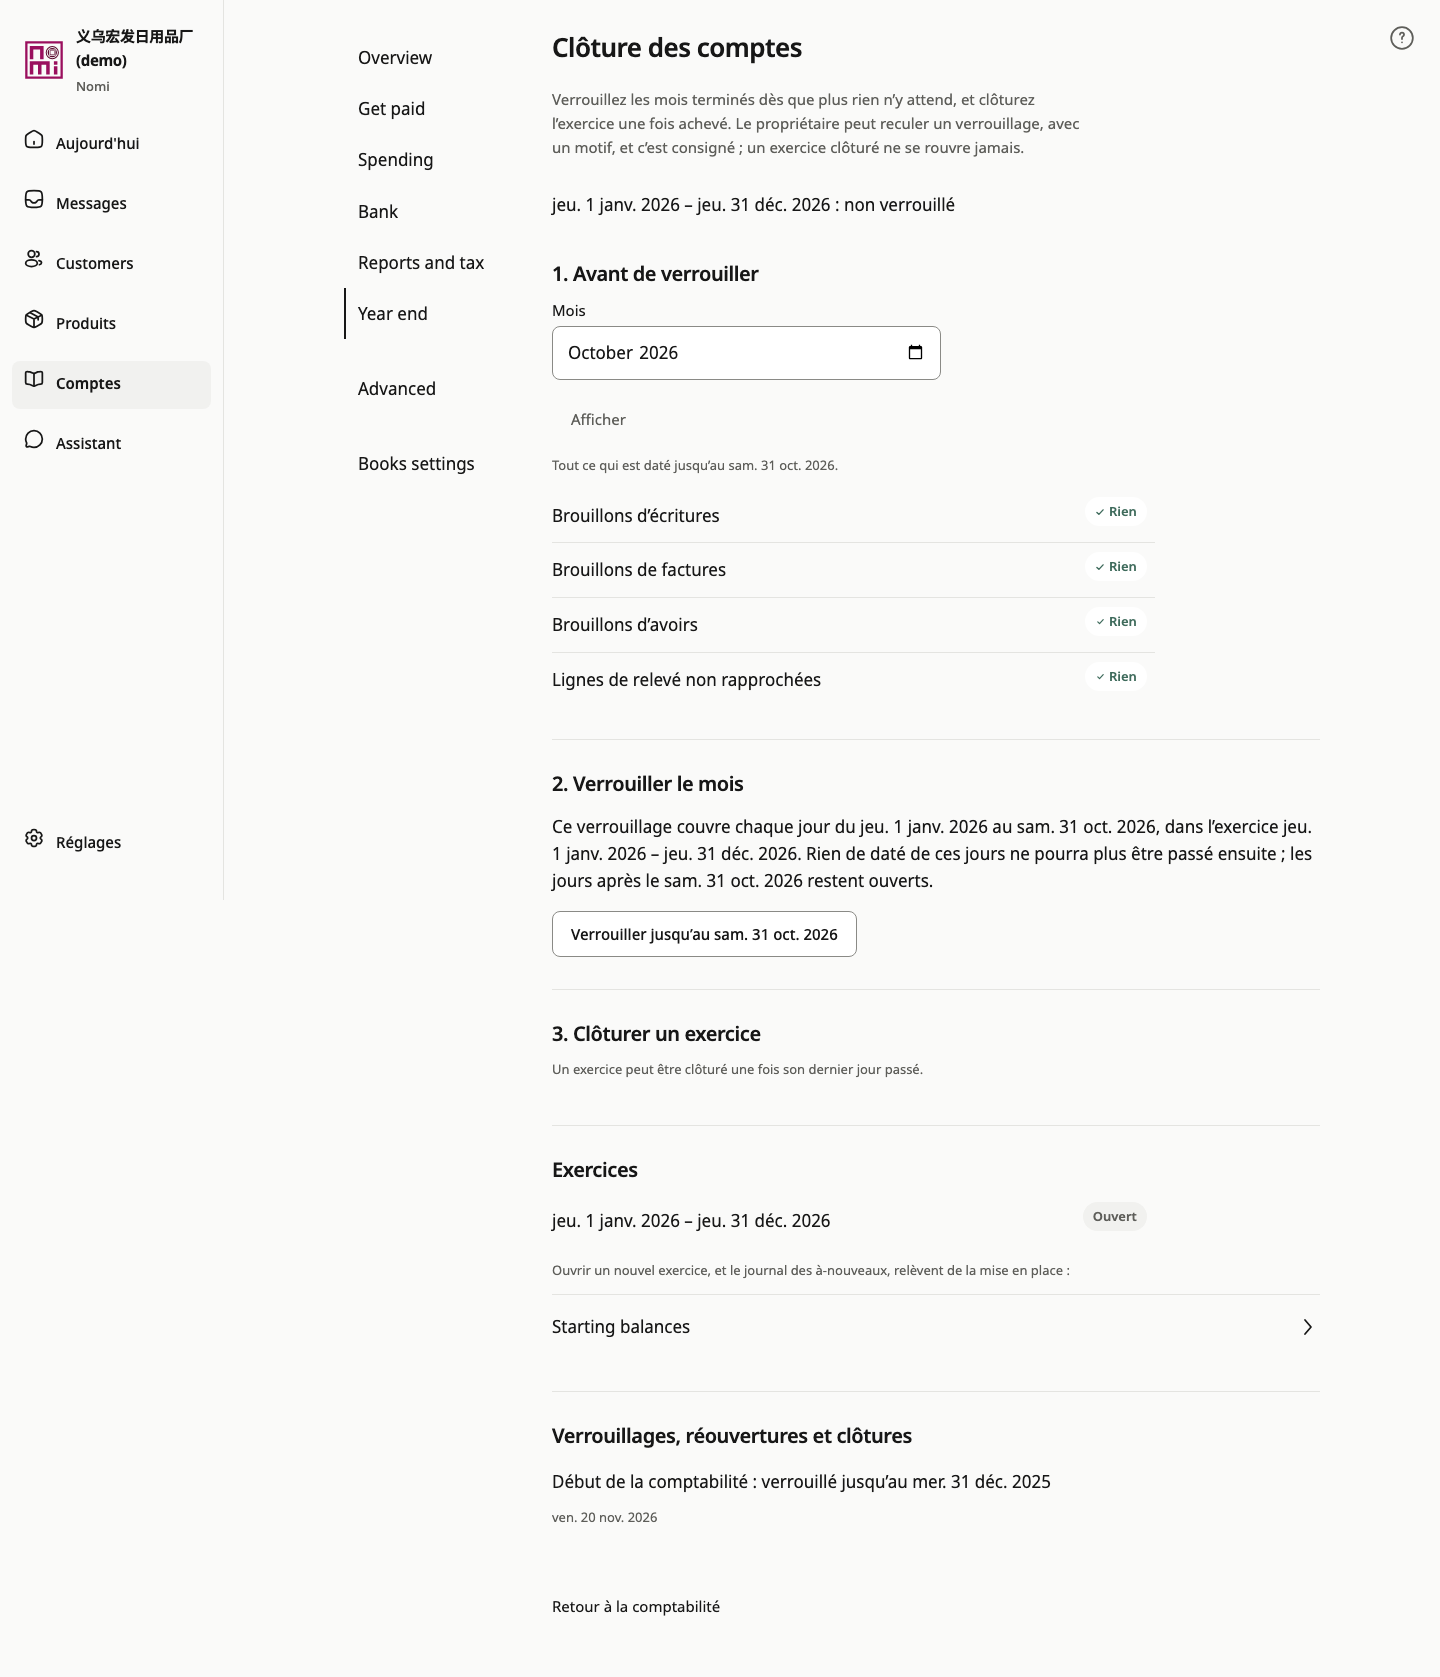 义乌宏发日用品厂
(demo)
Nomi
Aujourd'hui
Messages
Customers
Produits
Comptes
Assistant
Réglages
Overview
Get paid
Spending
Bank
Reports and tax
Year end
Advanced
Books settings
Clôture des comptes
Verrouillez les mois terminés dès que plus rien n’y attend, et clôturez
l’exercice une fois achevé. Le propriétaire peut reculer un verrouillage, avec
un motif, et c’est consigné ; un exercice clôturé ne se rouvre jamais.
jeu. 1 janv. 2026 – jeu. 31 déc. 2026 : non verrouillé
1. Avant de verrouiller
Mois
October 2026
Afficher
Tout ce qui est daté jusqu’au sam. 31 oct. 2026.
Brouillons d’écritures
Rien
Brouillons de factures
Rien
Brouillons d’avoirs
Rien
Lignes de relevé non rapprochées
Rien
2. Verrouiller le mois
Ce verrouillage couvre chaque jour du jeu. 1 janv. 2026 au sam. 31 oct. 2026, dans l’exercice jeu.
1 janv. 2026 – jeu. 31 déc. 2026. Rien de daté de ces jours ne pourra plus être passé ensuite ; les
jours après le sam. 31 oct. 2026 restent ouverts.
Verrouiller jusqu’au sam. 31 oct. 2026
3. Clôturer un exercice
Un exercice peut être clôturé une fois son dernier jour passé.
Exercices
jeu. 1 janv. 2026 – jeu. 31 déc. 2026
Ouvert
Ouvrir un nouvel exercice, et le journal des à-nouveaux, relèvent de la mise en place :
Starting balances
Verrouillages, réouvertures et clôtures
Début de la comptabilité : verrouillé jusqu’au mer. 31 déc. 2025
ven. 20 nov. 2026
Retour à la comptabilité